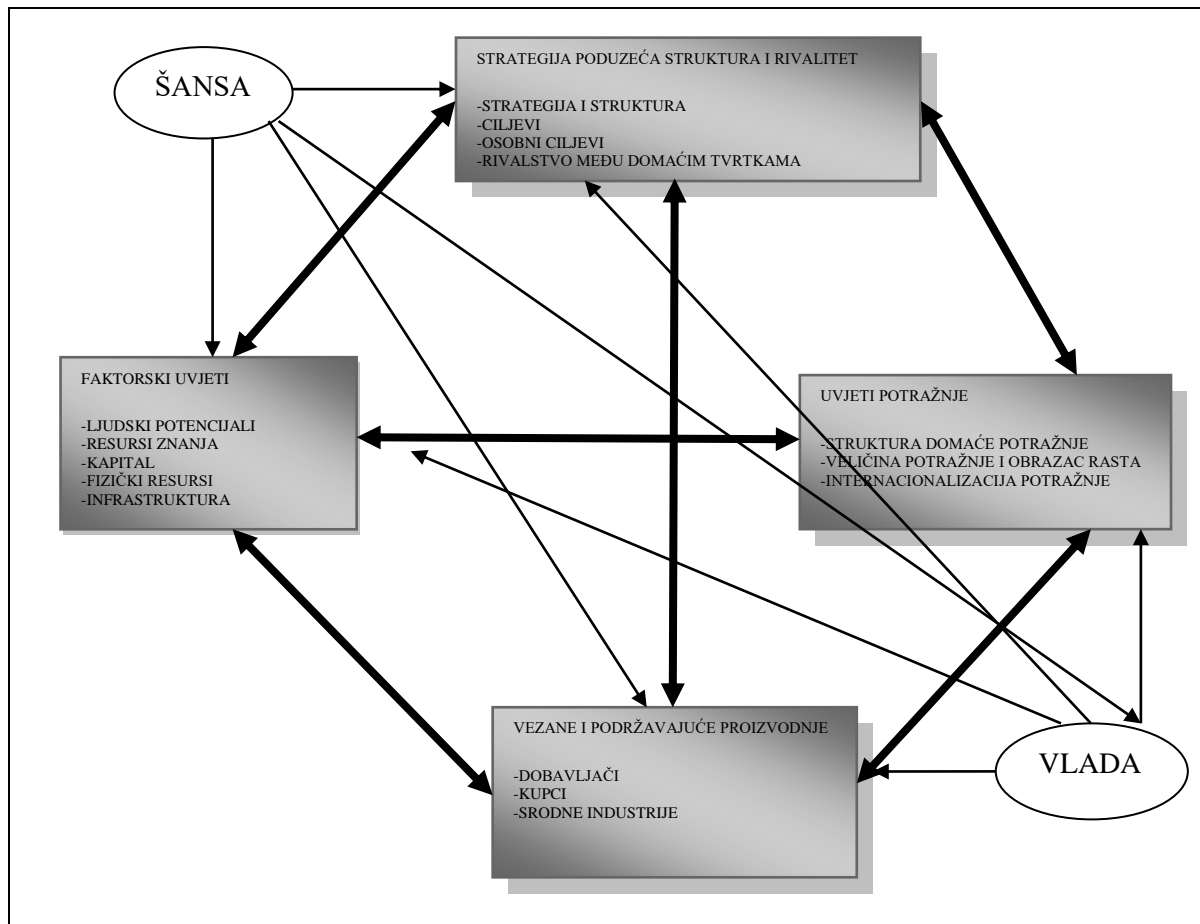 ŠANSA
STRATEGIJA PODUZEĆA STRUKTURA I RIVALITET
-STRATEGIJA I STRUKTURA
-CILJEVI
-OSOBNI CILJEVI
-RIVALSTVO MEĐU DOMAĆIM TVRTKAMA
FAKTORSKI UVJETI
-LJUDSKI POTENCIJALI
-RESURSI ZNANJA
-KAPITAL
-FIZIČKI RESURSI
-INFRASTRUKTURA
UVJETI POTRAŽNJE
-STRUKTURA DOMAĆE POTRAŽNJE
-VELIČINA POTRAŽNJE I OBRAZAC RASTA
-INTERNACIONALIZACIJA POTRAŽNJE
VEZANE I PODRŽAVAJUĆE PROIZVODNJE
-DOBAVLJAČI
-KUPCI
-SRODNE INDUSTRIJE
VLADA